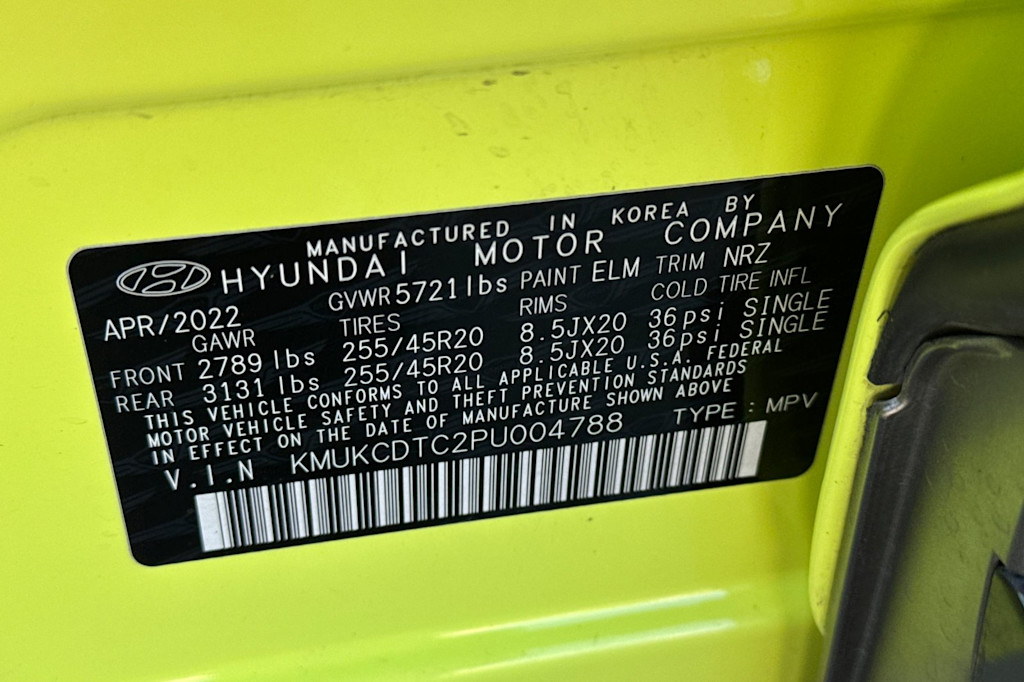 MANUFACTURED IN KOREA BY
HYUNDAI MOTOR COMPANY
APR/2022 GVWR 5721lbs PAINT ELM TRIM NRZ
GAWR TIRES RIMS COLD TIRE INFL
FRONT 2789 lbs 255/45R20 8.5JX20 36psi SINGLE
REAR 3131 lbs 255/45R20 8.5JX20 36psi SINGLE
THIS VEHICLE CONFORMS TO ALL APPLICABLE U.S.A. FEDERAL
MOTOR VEHICLE SAFETY AND THEFT PREVENTION STANDARDS
IN EFFECT ON THE DATE OF MANUFACTURE SHOWN ABOVE
V.I.N KMUKCDTC2PU004788 TYPE : MPV